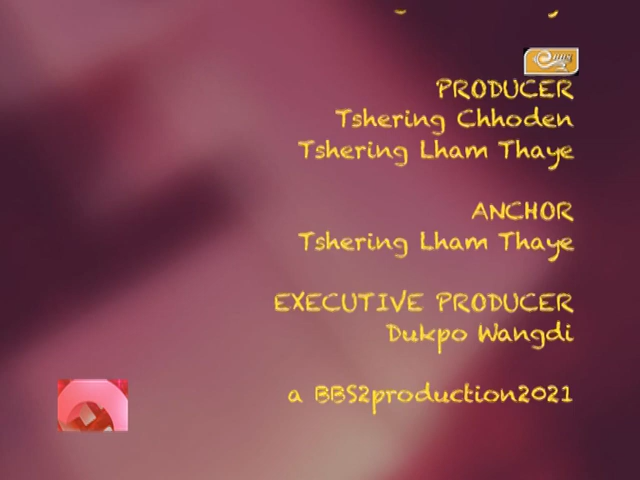 PRODUCER
Tshering Chhoden
Tshering Lham Thaye
ANCHOR
Tshering Lham Thaye
EXECUTIVE PRODUCER
Dukpo Wangdi
a BBS2production2021